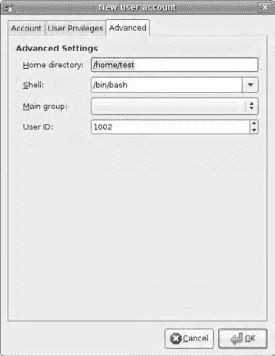 New user account
Account User Privileges Advanced
Advanced Settings
Home directory: /home/test
Shell: /bin/bash
Main group:
User ID: 1002
Cancel OK